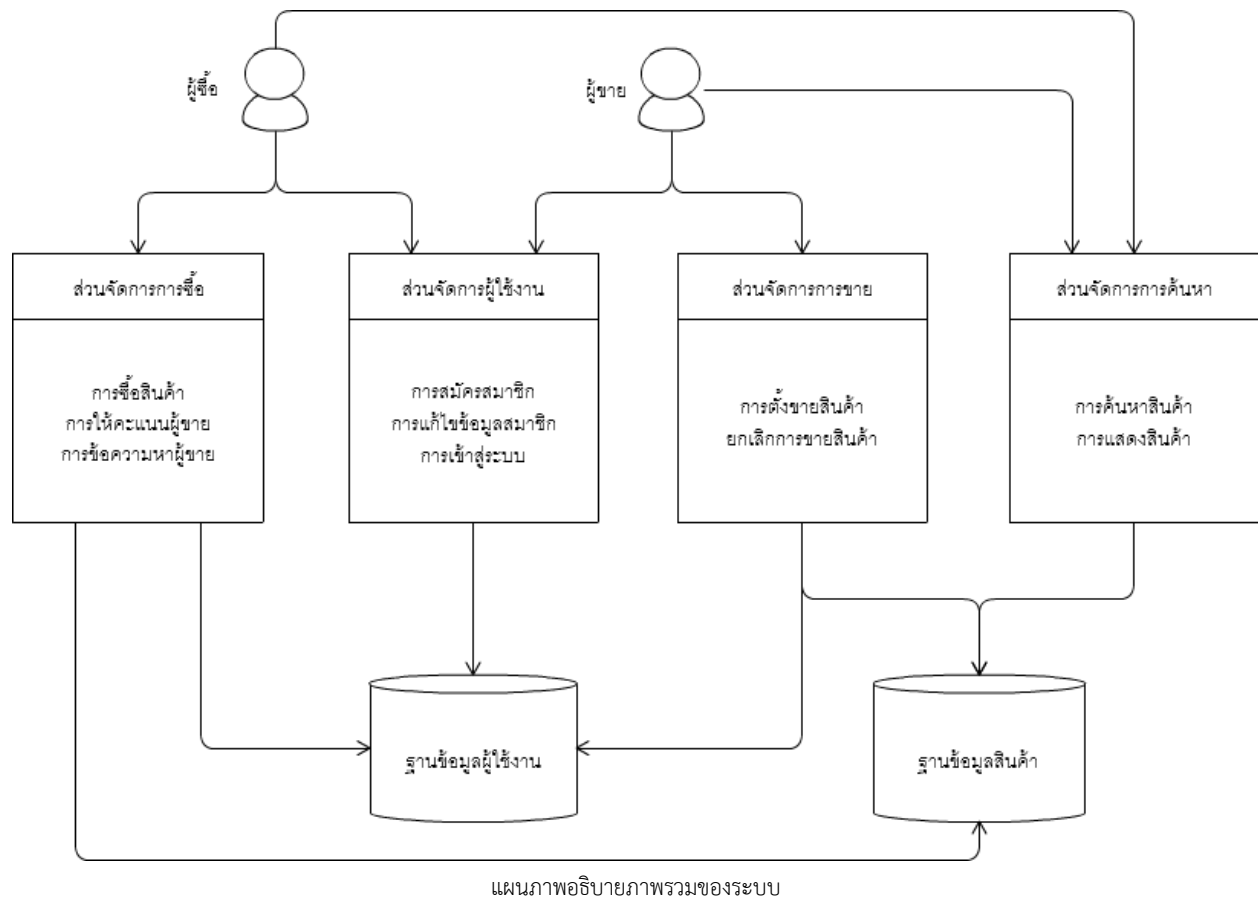 ผู้ซื้อ
ผู้ขาย
ส่วนจัดการการซื้อ
การซื้อสินค้า
การให้คะแนนผู้ขาย
การข้อความหาผู้ขาย
ส่วนจัดการผู้ใช้งาน
การสมัครสมาชิก
การแก้ไขข้อมูลสมาชิก
การเข้าสู่ระบบ
ส่วนจัดการการขาย
การตั้งขายสินค้า
ยกเลิกการขายสินค้า
ส่วนจัดการการค้นหา
การค้นหาสินค้า
การแสดงสินค้า
ฐานข้อมูลผู้ใช้งาน
ฐานข้อมูลสินค้า
แผนภาพอธิบายภาพรวมของระบบ